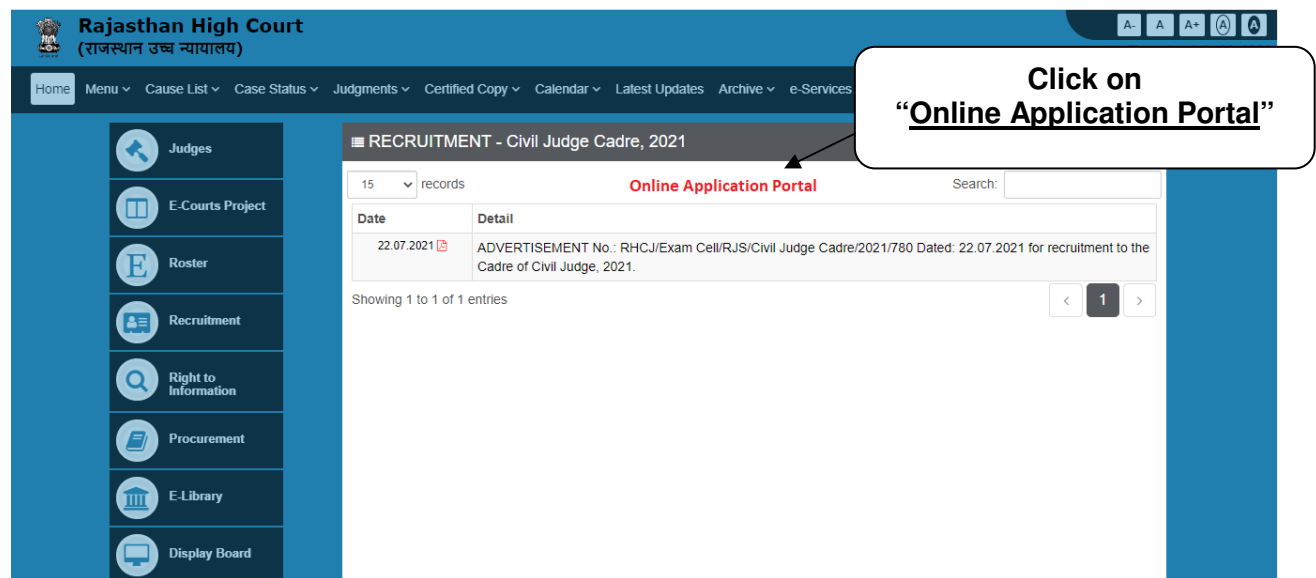 Rajasthan High Court
(राजस्थान उच्च न्यायालय)
A- A A+ A A
Home Menu Cause List Case Status Judgments Certified Copy Calendar Latest Updates Archive e-Services
Click on
“Online Application Portal”
Judges
E-Courts Project
Roster
Recruitment
Right to
Information
Procurement
E-Library
Display Board
RECRUITMENT - Civil Judge Cadre, 2021
15 records
Online Application Portal
Search:
Date Detail
22.07.2021 ADVERTISEMENT No.: RHCJ/Exam Cell/RJS/Civil Judge Cadre/2021/780 Dated: 22.07.2021 for recruitment to the
Cadre of Civil Judge, 2021.
Showing 1 to 1 of 1 entries
< 1 >
E